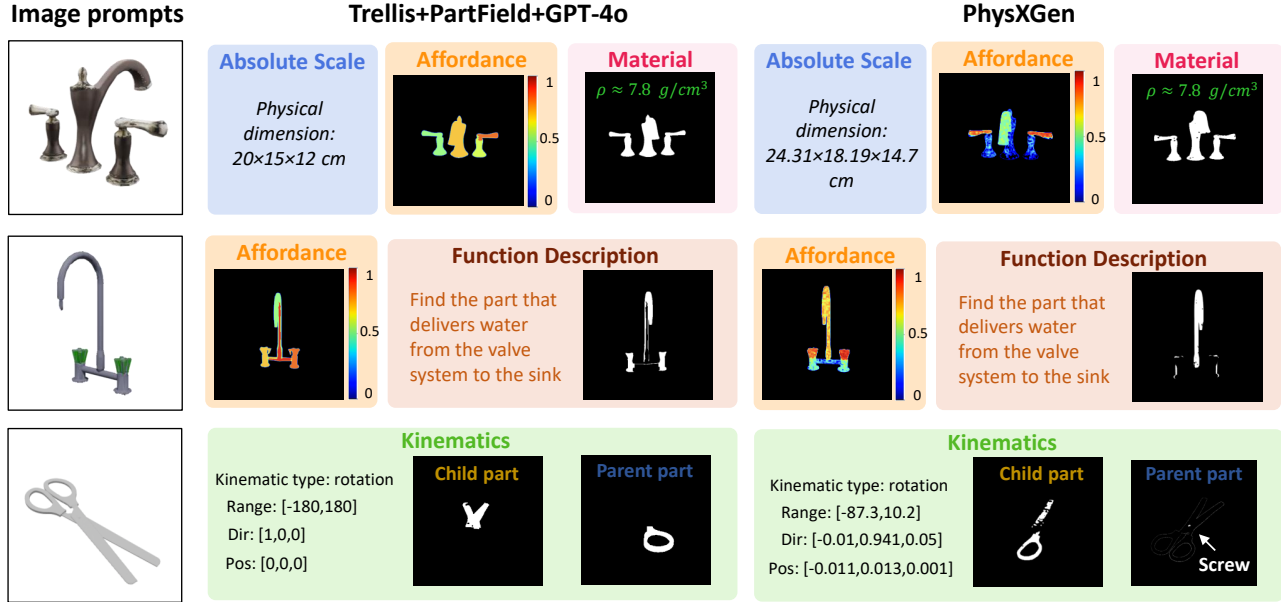 Image prompts
Trellis+PartField+GPT-4o
PhysXGen
Absolute Scale
Physical
dimension:
20×15×12 cm
Affordance
1
0.5
0
Material
ρ ≈ 7.8 g/cm³
Absolute Scale
Physical
dimension:
24.31×18.19×14.7
cm
Affordance
1
0.5
0
Material
ρ ≈ 7.8 g/cm³
Affordance
1
0.5
0
Function Description
Find the part that
delivers water
from the valve
system to the sink
Affordance
1
0.5
0
Function Description
Find the part that
delivers water
from the valve
system to the sink
Kinematics
Kinematic type: rotation
Range: [-180,180]
Dir: [1,0,0]
Pos: [0,0,0]
Child part
Parent part
Kinematics
Kinematic type: rotation
Range: [-87.3,10.2]
Dir: [-0.01,0.941,0.05]
Pos: [-0.011,0.013,0.001]
Child part
Parent part
Screw